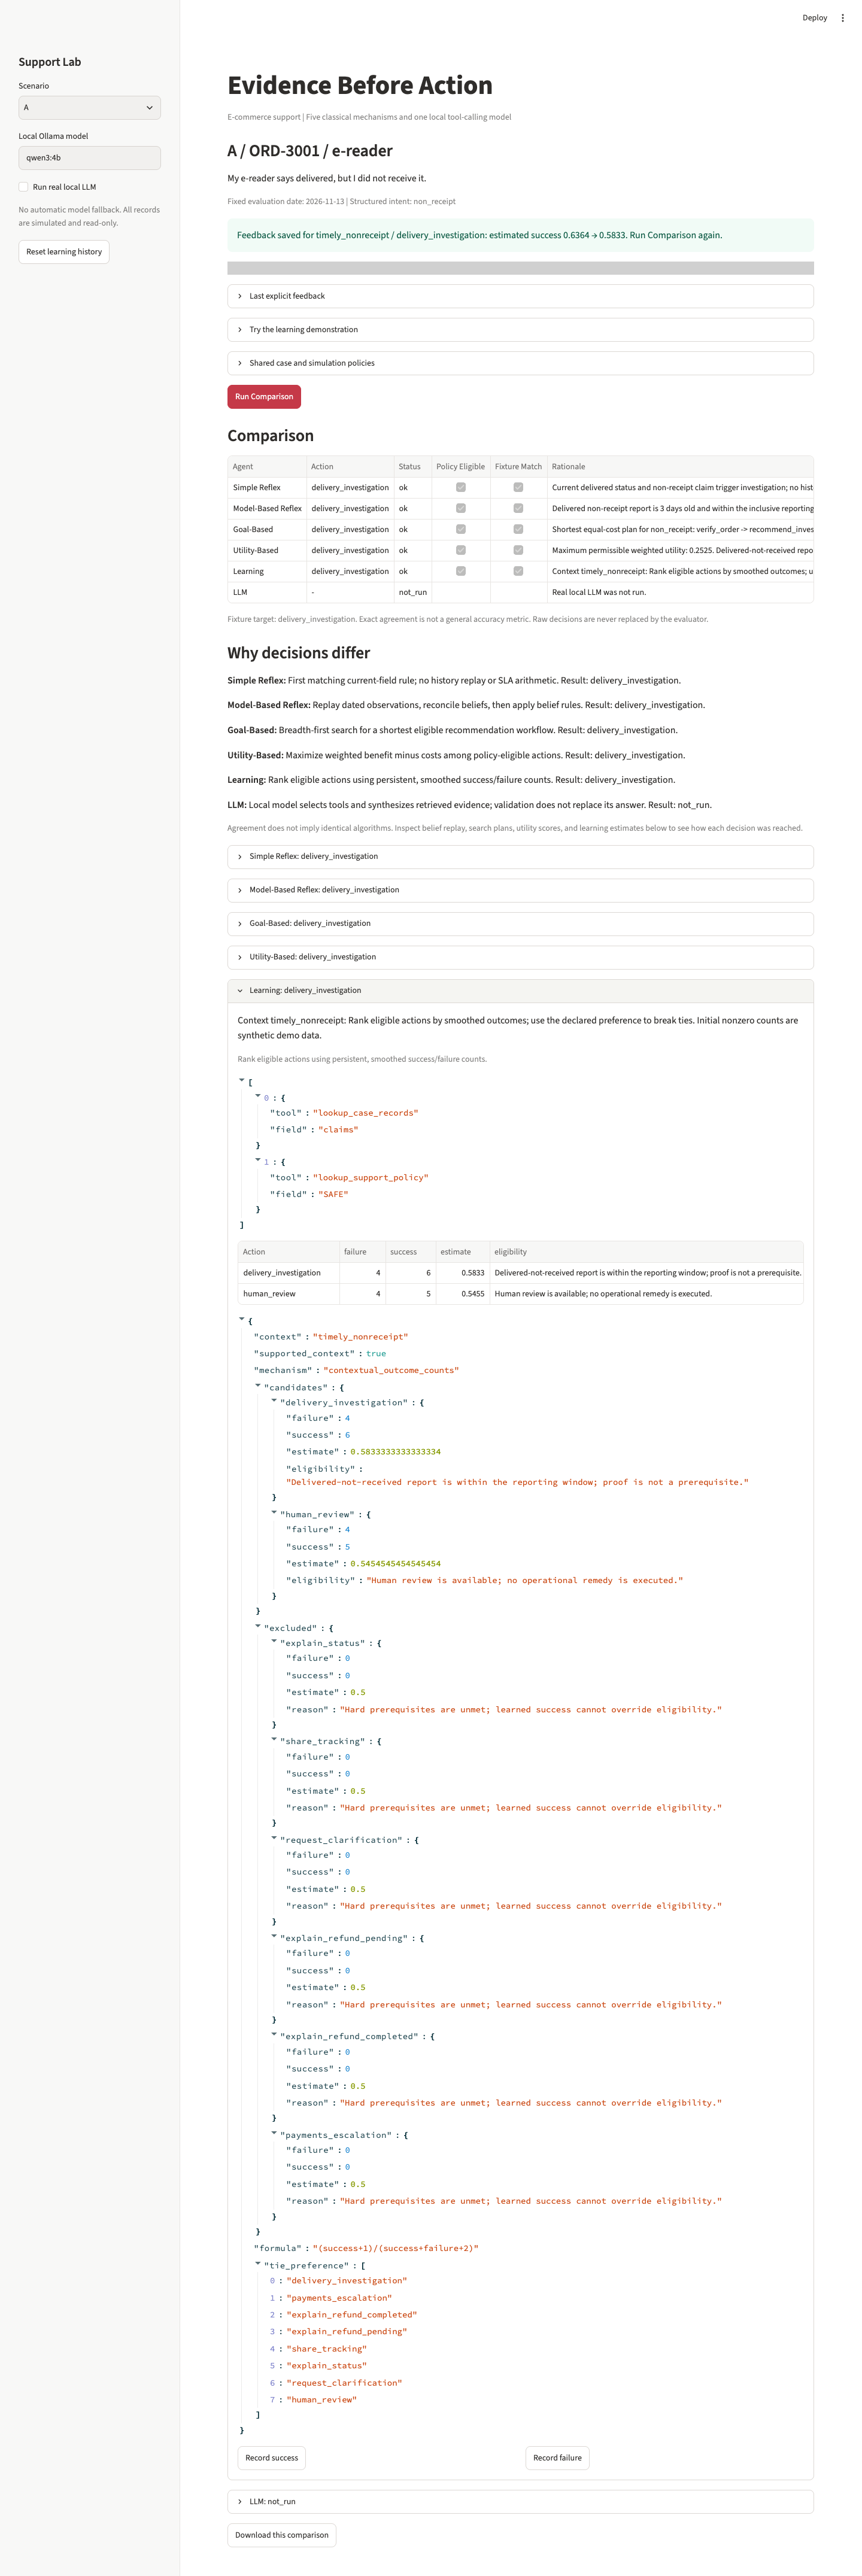 Deploy
Support Lab
Scenario
A
Local Ollama model
qwen3:4b
Run real local LLM
No automatic model fallback. All records
are simulated and read-only.
Reset learning history
Evidence Before Action
E-commerce support | Five classical mechanisms and one local tool-calling model
A / ORD-3001 / e-reader
My e-reader says delivered, but I did not receive it.
Fixed evaluation date: 2026-11-13 | Structured intent: non_receipt
Feedback saved for timely_nonreceipt / delivery_investigation: estimated success 0.6364 → 0.5833. Run Comparison again.
Last explicit feedback
Try the learning demonstration
Shared case and simulation policies
Run Comparison
Comparison
Agent Action Status Policy Eligible Fixture Match Rationale
Simple Reflex delivery_investigation ok Current delivered status and non-receipt claim trigger investigation; no hist
Model-Based Reflex delivery_investigation ok Delivered non-receipt report is 3 days old and within the inclusive reporting
Goal-Based delivery_investigation ok Shortest equal-cost plan for non_receipt: verify_order -> recommend_inves
Utility-Based delivery_investigation ok Maximum permissible weighted utility: 0.2525. Delivered-not-received repo
Learning delivery_investigation ok Context timely_nonreceipt: Rank eligible actions by smoothed outcomes; u
LLM - not_run Real local LLM was not run.
Fixture target: delivery_investigation. Exact agreement is not a general accuracy metric. Raw decisions are never replaced by the evaluator.
Why decisions differ
Simple Reflex: First matching current-field rule; no history replay or SLA arithmetic. Result: delivery_investigation.
Model-Based Reflex: Replay dated observations, reconcile beliefs, then apply belief rules. Result: delivery_investigation.
Goal-Based: Breadth-first search for a shortest eligible recommendation workflow. Result: delivery_investigation.
Utility-Based: Maximize weighted benefit minus costs among policy-eligible actions. Result: delivery_investigation.
Learning: Rank eligible actions using persistent, smoothed success/failure counts. Result: delivery_investigation.
LLM: Local model selects tools and synthesizes retrieved evidence; validation does not replace its answer. Result: not_run.
Agreement does not imply identical algorithms. Inspect belief replay, search plans, utility scores, and learning estimates below to see how each decision was reached.
Simple Reflex: delivery_investigation
Model-Based Reflex: delivery_investigation
Goal-Based: delivery_investigation
Utility-Based: delivery_investigation
Learning: delivery_investigation
Context timely_nonreceipt: Rank eligible actions by smoothed outcomes; use the declared preference to break ties. Initial nonzero counts are
synthetic demo data.
Rank eligible actions using persistent, smoothed success/failure counts.
[
0 : {
"tool" : "lookup_case_records"
"field" : "claims"
}
1 : {
"tool" : "lookup_support_policy"
"field" : "SAFE"
}
]
Action failure success estimate eligibility
delivery_investigation 4 6 0.5833 Delivered-not-received report is within the reporting window; proof is not a prerequisite.
human_review 4 5 0.5455 Human review is available; no operational remedy is executed.
{
"context" : "timely_nonreceipt"
"supported_context" : true
"mechanism" : "contextual_outcome_counts"
"candidates" : {
"delivery_investigation" : {
"failure" : 4
"success" : 6
"estimate" : 0.5833333333333334
"eligibility" :
"Delivered-not-received report is within the reporting window; proof is not a prerequisite."
}
"human_review" : {
"failure" : 4
"success" : 5
"estimate" : 0.5454545454545454
"eligibility" : "Human review is available; no operational remedy is executed."
}
}
"excluded" : {
"explain_status" : {
"failure" : 0
"success" : 0
"estimate" : 0.5
"reason" : "Hard prerequisites are unmet; learned success cannot override eligibility."
}
"share_tracking" : {
"failure" : 0
"success" : 0
"estimate" : 0.5
"reason" : "Hard prerequisites are unmet; learned success cannot override eligibility."
}
"request_clarification" : {
"failure" : 0
"success" : 0
"estimate" : 0.5
"reason" : "Hard prerequisites are unmet; learned success cannot override eligibility."
}
"explain_refund_pending" : {
"failure" : 0
"success" : 0
"estimate" : 0.5
"reason" : "Hard prerequisites are unmet; learned success cannot override eligibility."
}
"explain_refund_completed" : {
"failure" : 0
"success" : 0
"estimate" : 0.5
"reason" : "Hard prerequisites are unmet; learned success cannot override eligibility."
}
"payments_escalation" : {
"failure" : 0
"success" : 0
"estimate" : 0.5
"reason" : "Hard prerequisites are unmet; learned success cannot override eligibility."
}
}
"formula" : "(success+1)/(success+failure+2)"
"tie_preference" : [
0 : "delivery_investigation"
1 : "payments_escalation"
2 : "explain_refund_completed"
3 : "explain_refund_pending"
4 : "share_tracking"
5 : "explain_status"
6 : "request_clarification"
7 : "human_review"
]
}
Record success
Record failure
LLM: not_run
Download this comparison